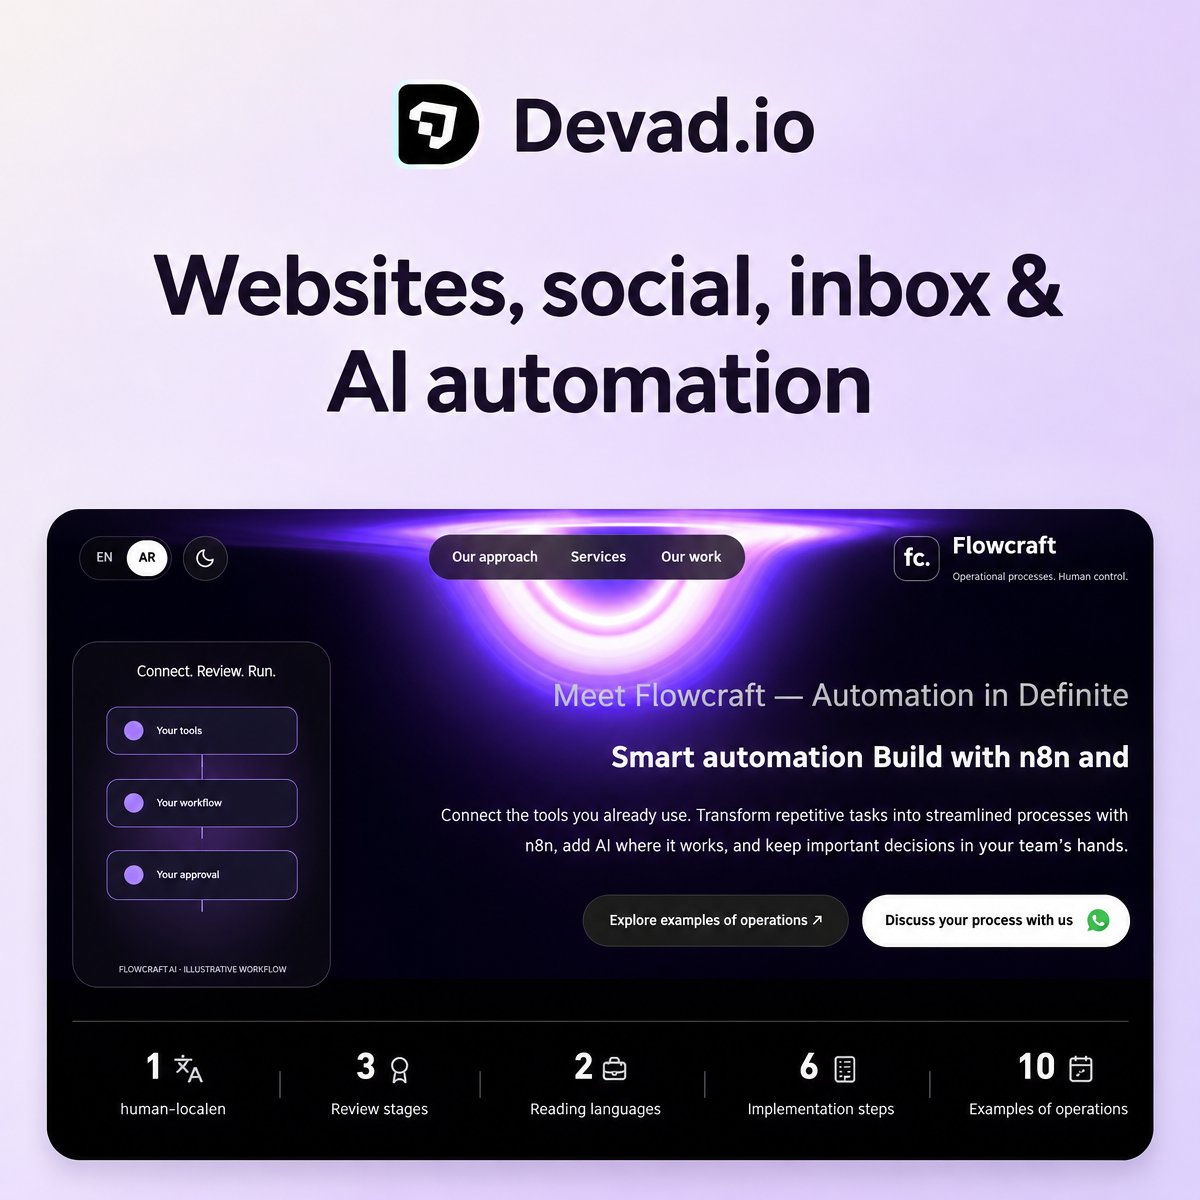 Devad.io
Websites, social, inbox &
AI automation
EN
AR
Our approach
Services
Our work
fc.
Flowcraft
Operational processes. Human control.
Connect. Review. Run.
Your tools
Your workflow
Your approval
FLOWCRAFT AI · ILLUSTRATIVE WORKFLOW
Meet Flowcraft — Automation in Definite
Smart automation Build with n8n and
Connect the tools you already use. Transform repetitive tasks into streamlined processes with
n8n, add AI where it works, and keep important decisions in your team’s hands.
Explore examples of operations ↗
Discuss your process with us
1
human-localen
3
Review stages
2
Reading languages
6
Implementation steps
10
Examples of operations